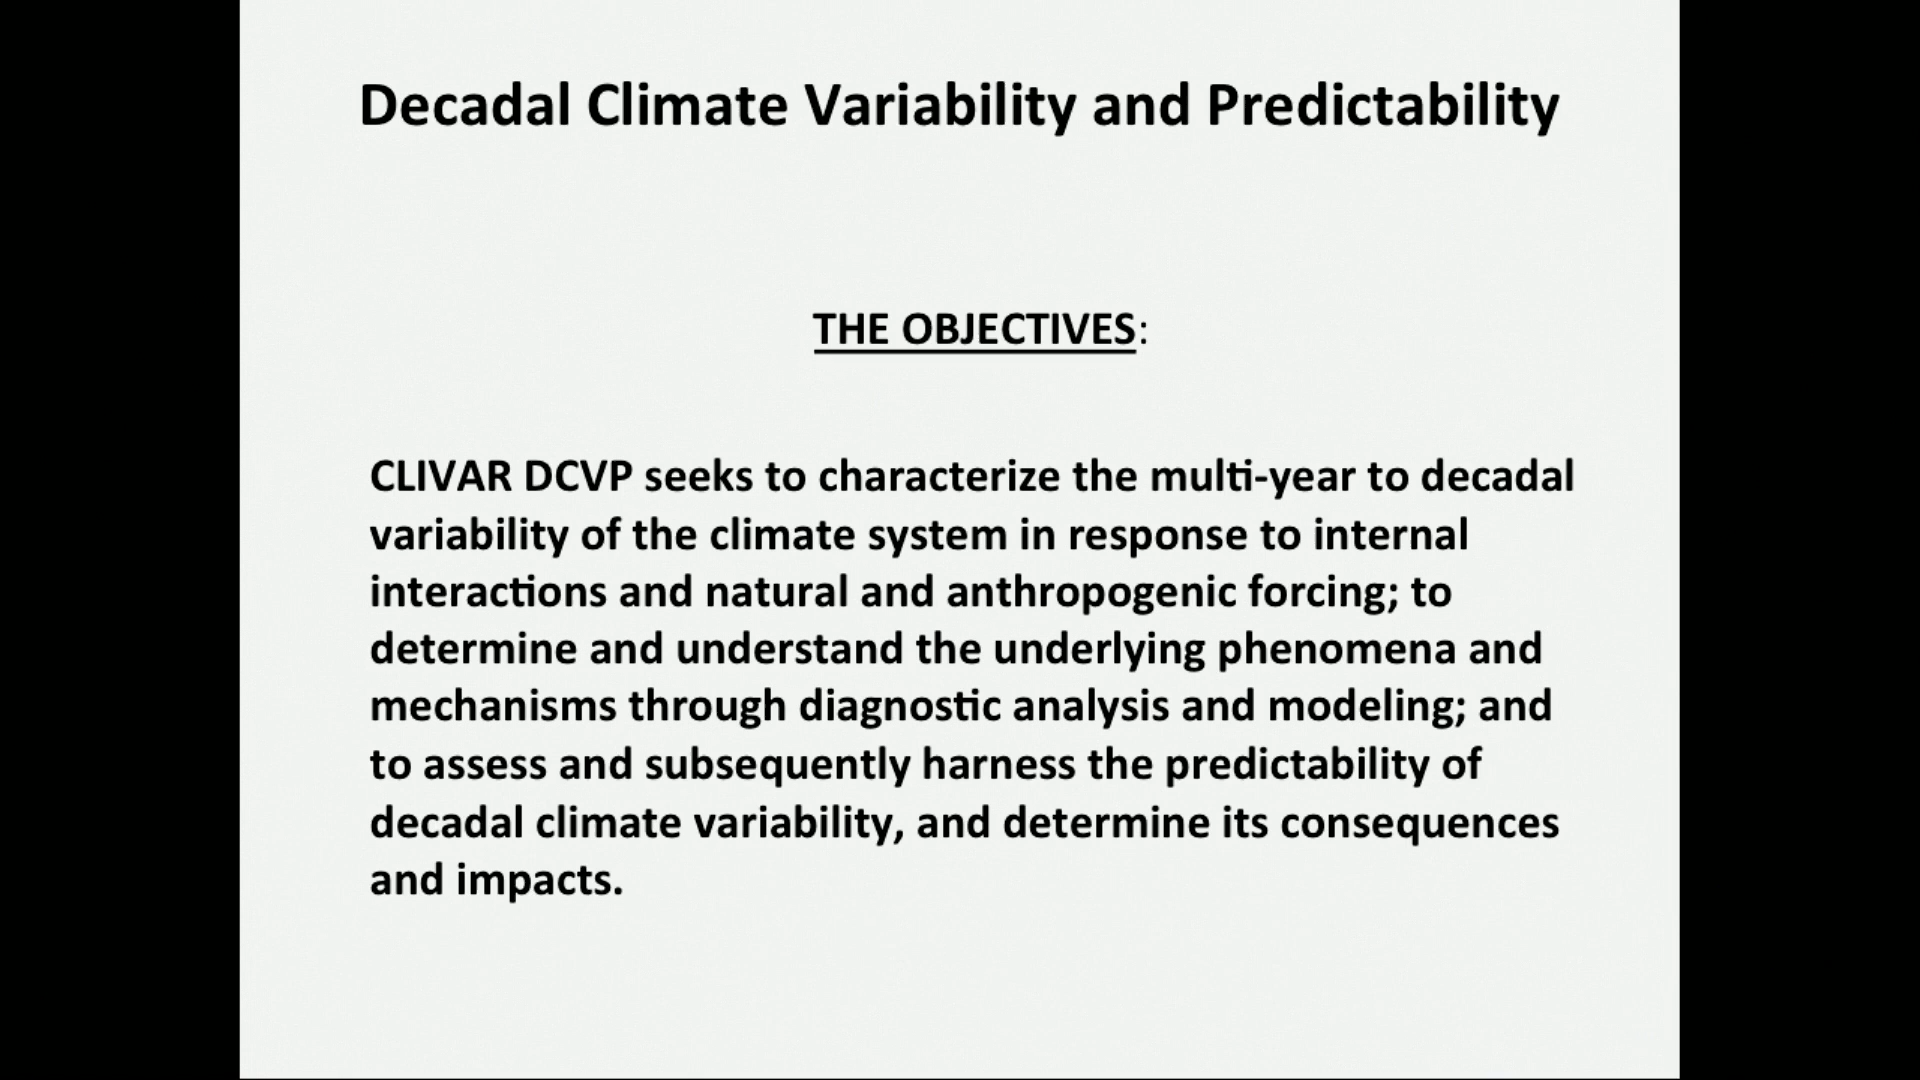 Decadal Climate Variability and Predictability
THE OBJECTIVES:
CLIVAR DCVP seeks to characterize the multi-year to decadal
variability of the climate system in response to internal
interactions and natural and anthropogenic forcing; to
determine and understand the underlying phenomena and
mechanisms through diagnostic analysis and modeling; and
to assess and subsequently harness the predictability of
decadal climate variability, and determine its consequences
and impacts.